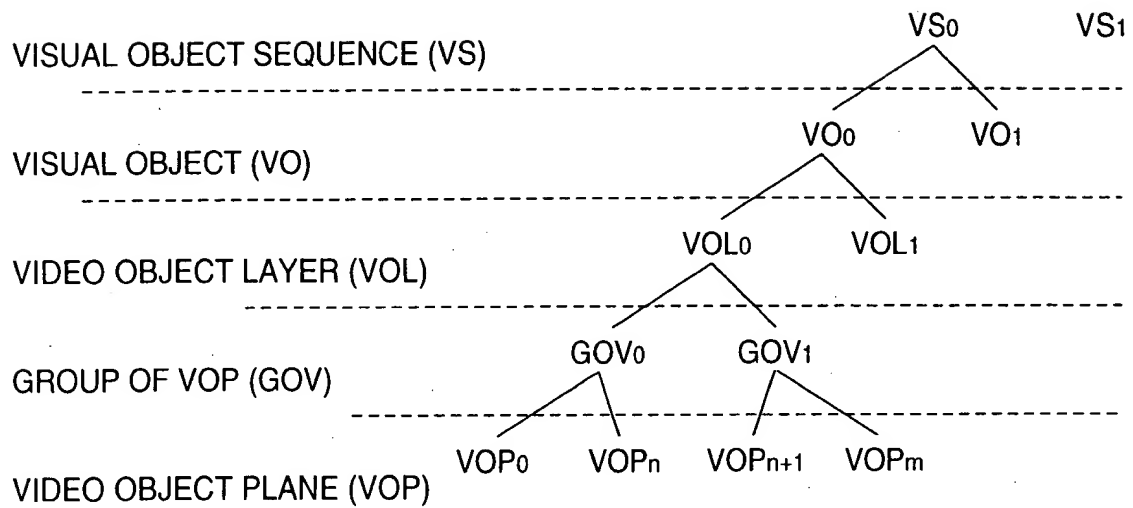 VS0 VS1
VISUAL OBJECT SEQUENCE (VS)
VO0 VO1
VISUAL OBJECT (VO)
VOL0 VOL1
VIDEO OBJECT LAYER (VOL)
GOV0 GOV1
GROUP OF VOP (GOV)
VOP0 VOPn VOPn+1 VOPm
VIDEO OBJECT PLANE (VOP)